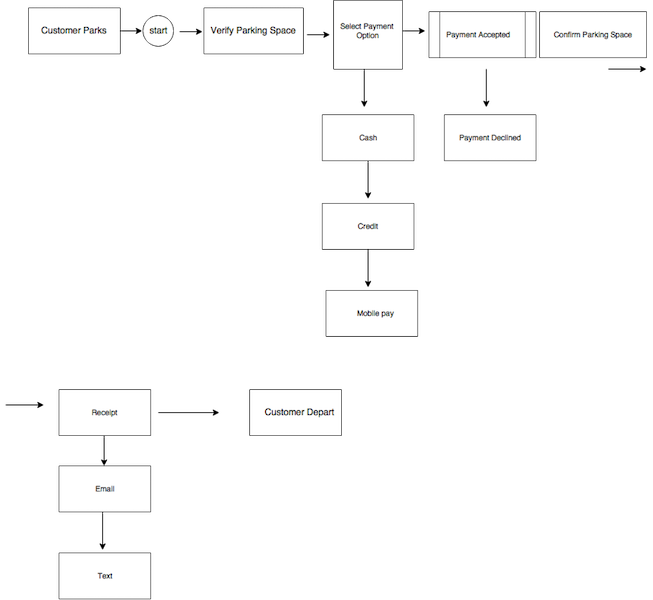 Customer Parks
start
Verify Parking Space
Select Payment
Option
Payment Accepted
Confirm Parking Space
Cash
Payment Declined
Credit
Mobile pay
Receipt
Customer Depart
Email
Text